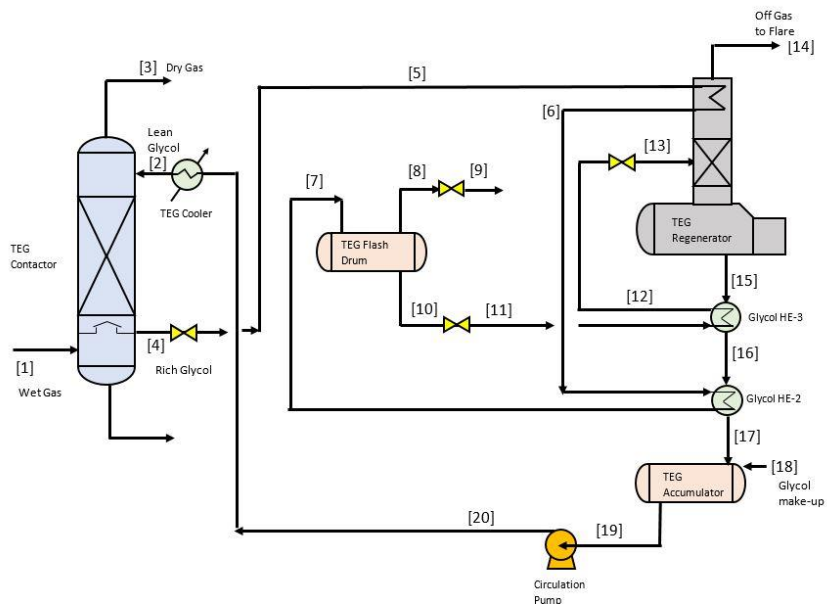 Off Gas
to Flare
[14]
[3]
Dry Gas
[5]
[6]
Lean
Glycol
[2]
TEG Cooler
[7]
[8]
[9]
[13]
TEG Flash
Drum
TEG
Regenerator
TEG
Contactor
[15]
[10]
[11]
[12]
Glycol HE-3
[4]
Rich Glycol
[1]
Wet Gas
[16]
Glycol HE-2
[17]
TEG
Accumulator
[18]
Glycol
make-up
[20]
[19]
Circulation
Pump